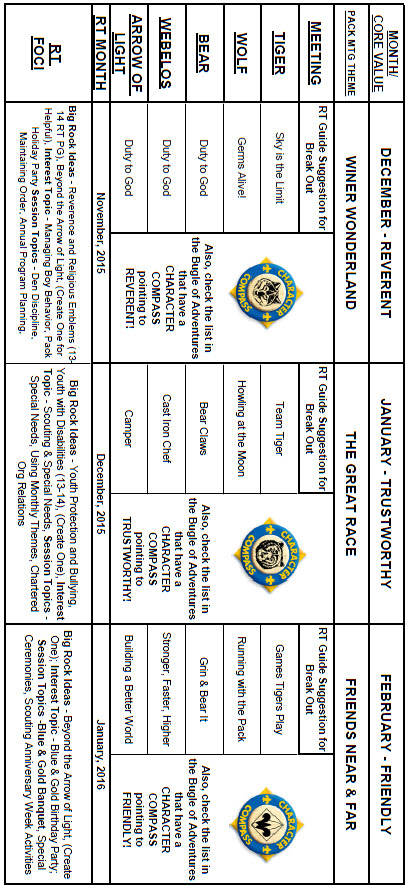 MONTH/
CORE VALUE
DECEMBER - REVERENT
JANUARY - TRUSTWORTHY
FEBRUARY - FRIENDLY
PACK MTG THEME
WINER WONDERLAND
THE GREAT RACE
FRIENDS NEAR & FAR
MEETING
RT Guide Suggestion for
Break Out
RT Guide Suggestion for
Break Out
RT Guide Suggestion for
Break Out
TIGER
Sky is the Limit
Team Tiger
Games Tigers Play
WOLF
Germs Alive!
Howling at the Moon
Running with the Pack
BEAR
Duty to God
Bear Claws
Grin & Bear It
WEBELOS
Duty to God
Cast Iron Chef
Stronger, Faster, Higher
ARROW OF
LIGHT
Duty to God
Camper
Building a Better World
CHARACTER
COMPASS
Also, check the list in
the Bugle of Adventures
that have a
CHARACTER
COMPASS
pointing to
REVERENT!
CHARACTER
COMPASS
Also, check the list in
the Bugle of Adventures
that have a
CHARACTER
COMPASS
pointing to
TRUSTWORTHY!
CHARACTER
COMPASS
Also, check the list in
the Bugle of Adventures
that have a
CHARACTER
COMPASS
pointing to
FRIENDLY!
RT MONTH
November, 2015
December, 2015
January, 2016
RT
FOCI
Big Rock Ideas - Reverence and Religious Emblems (13-
14 RT PG), Beyond the Arrow of Light, (Create One for
Helpful), Interest Topic - Managing Boy Behavior, Pack
Holiday Party Session Topics - Den Discipline,
Maintaining Order, Annual Program Planning,
Big Rock Ideas - Youth Protection and Bullying,
Youth with Disabilities (13-14), (Create One), Interest
Topic - Scouting & Special Needs, Session Topics -
Special Needs, Using Monthly Themes, Chartered
Org Relations
Big Rock Ideas - Beyond the Arrow of Light, (Create
One), Interest Topic - Blue & Gold Birthday Party;
Session Topics -Blue & Gold Banquet, Special
Ceremonies, Scouting Anniversary Week Activities